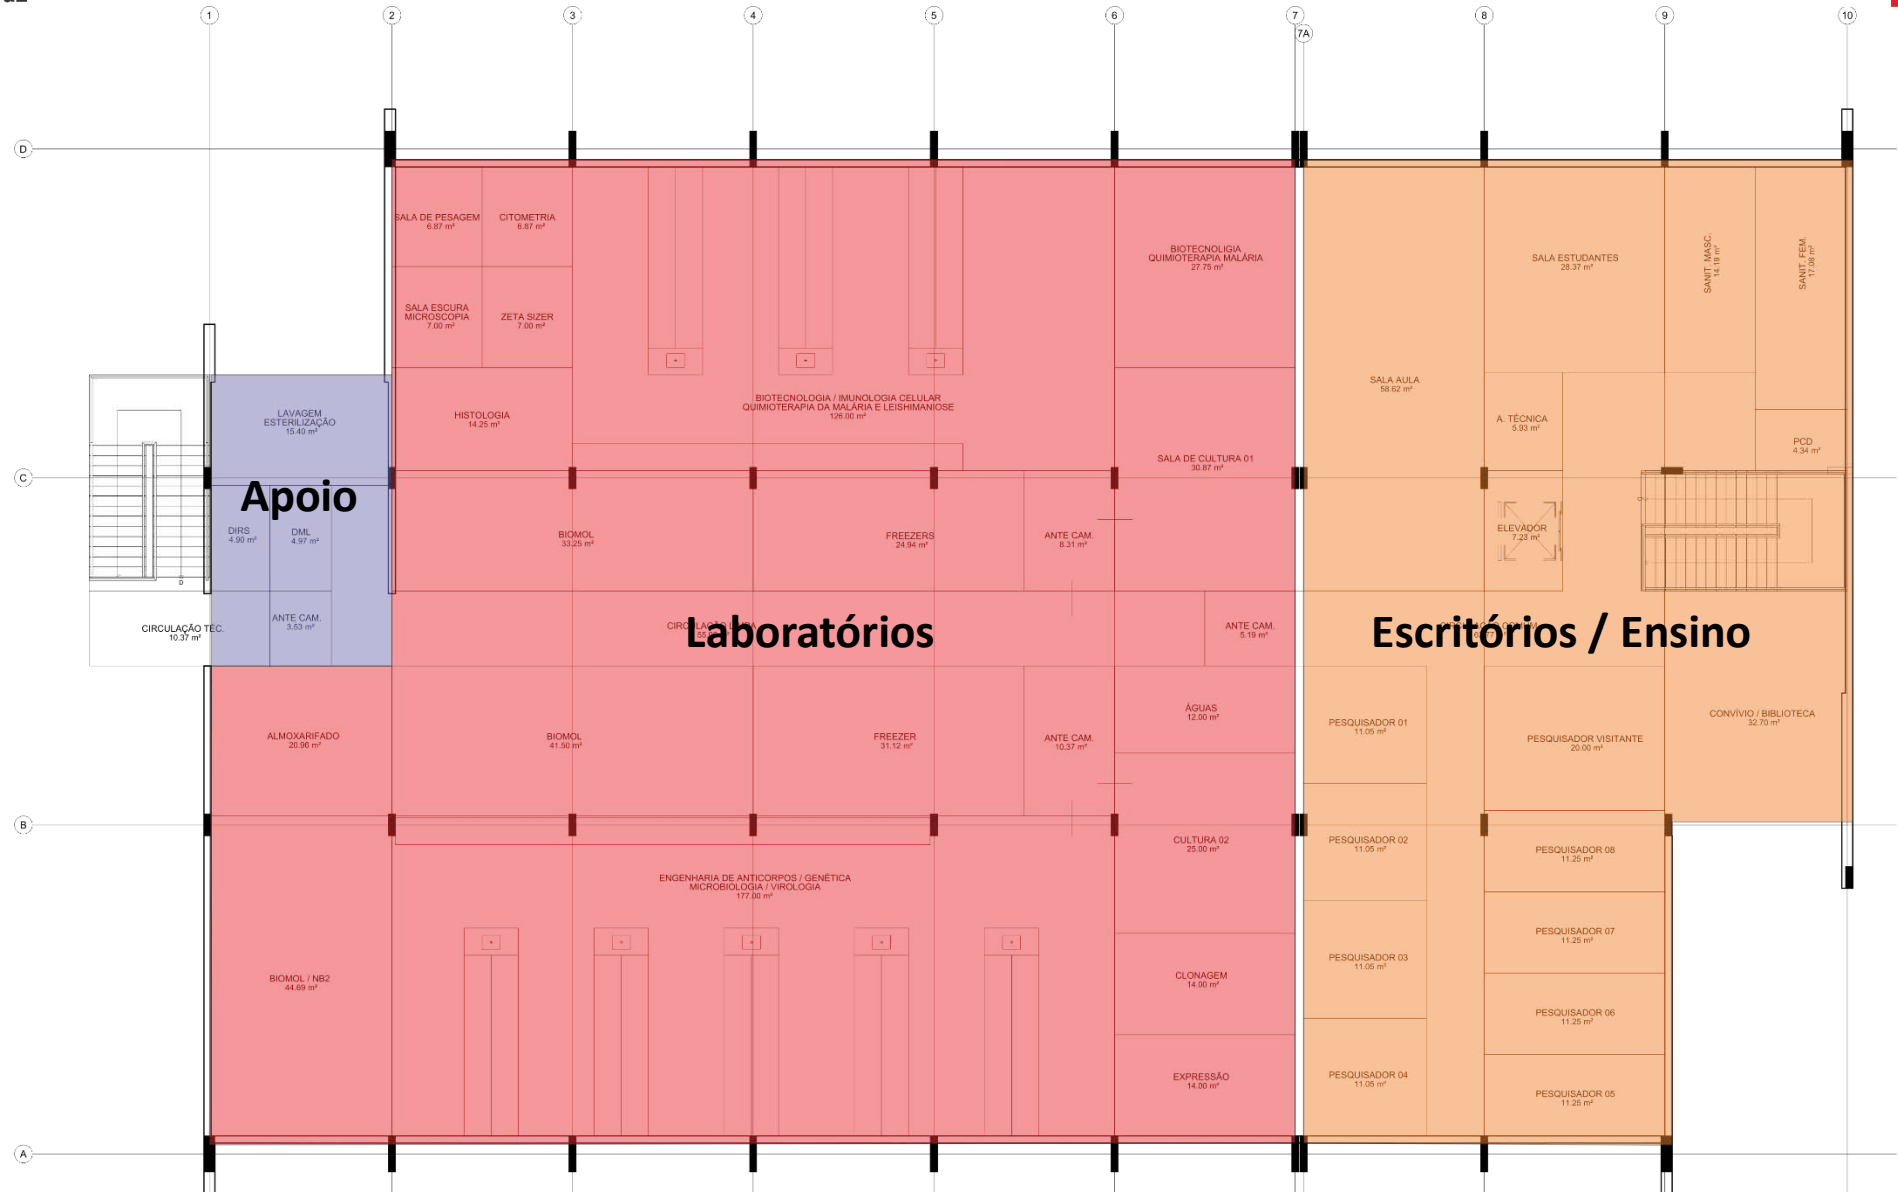 1
2
3
4
5
6
7
7A
8
9
10
D
C
B
A
SALA DE PESAGEM
6.87 m²
CITOMETRIA
6.87 m²
SALA ESCURA
MICROSCOPIA
7.00 m²
ZETA SIZER
7.00 m²
HISTOLOGIA
14.25 m²
BIOTECNOLOGIA / IMUNOLOGIA CELULAR
QUIMIOTERAPIA DA MALÁRIA E LEISHIMANIOSE
126.00 m²
BIOTECNOLIGIA
QUIMIOTERAPIA MALÁRIA
27.75 m²
SALA DE CULTURA 01
30.87 m²
SALA AULA
58.62 m²
SALA ESTUDANTES
28.37 m²
SANIT. MASC.
14.19 m²
SANIT. FEM.
17.08 m²
A. TÉCNICA
5.93 m²
PCD
4.34 m²
ELEVADOR
7.23 m²
LAVAGEM
ESTERILIZAÇÃO
15.40 m²
Apoio
DIRS
4.90 m²
DML
4.97 m²
ANTE CAM.
3.53 m²
CIRCULAÇÃO TÉC.
10.37 m²
D
BIOMOL
33.25 m²
FREEZERS
24.94 m²
ANTE CAM.
8.31 m²
Laboratórios
ANTE CAM.
5.19 m²
Escritórios / Ensino
ALMOXARIFADO
20.90 m²
BIOMOL
41.50 m²
FREEZER
31.12 m²
ANTE CAM.
10.37 m²
ÁGUAS
12.00 m²
PESQUISADOR 01
11.05 m²
PESQUISADOR VISITANTE
20.00 m²
CONVÍVIO / BIBLIOTECA
32.70 m²
CULTURA 02
25.00 m²
PESQUISADOR 02
11.05 m²
PESQUISADOR 08
11.25 m²
ENGENHARIA DE ANTICORPOS / GENÉTICA
MICROBIOLOGIA / VIROLOGIA
177.00 m²
BIOMOL / NB2
44.69 m²
CLONAGEM
14.00 m²
PESQUISADOR 03
11.05 m²
PESQUISADOR 07
11.25 m²
PESQUISADOR 06
11.25 m²
EXPRESSÃO
14.00 m²
PESQUISADOR 04
11.05 m²
PESQUISADOR 05
11.25 m²